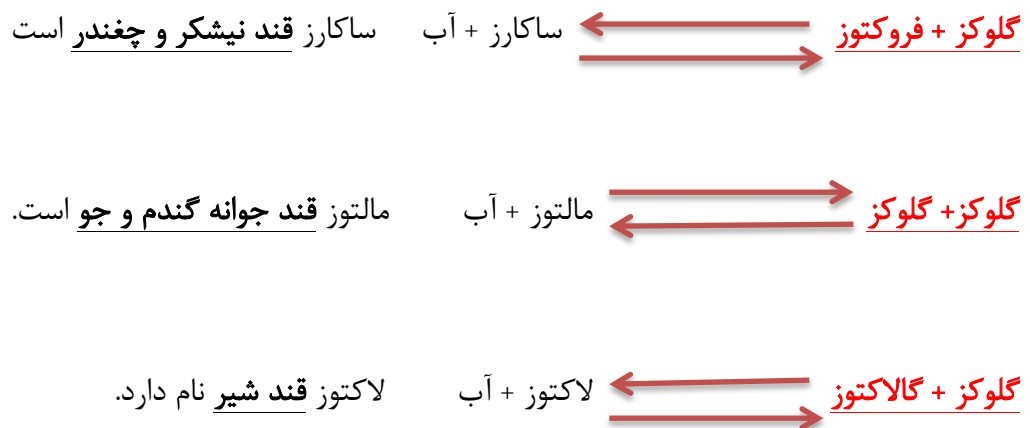 گلوکز + فروکتوز ساکارز + آب ساکارز قند نیشکر و چغندر است
گلوکز+ گلوکز مالتوز + آب مالتوز قند جوانه گندم و جو است.
گلوکز + گالاکتوز لاکتوز + آب لاکتوز قند شیر نام دارد.